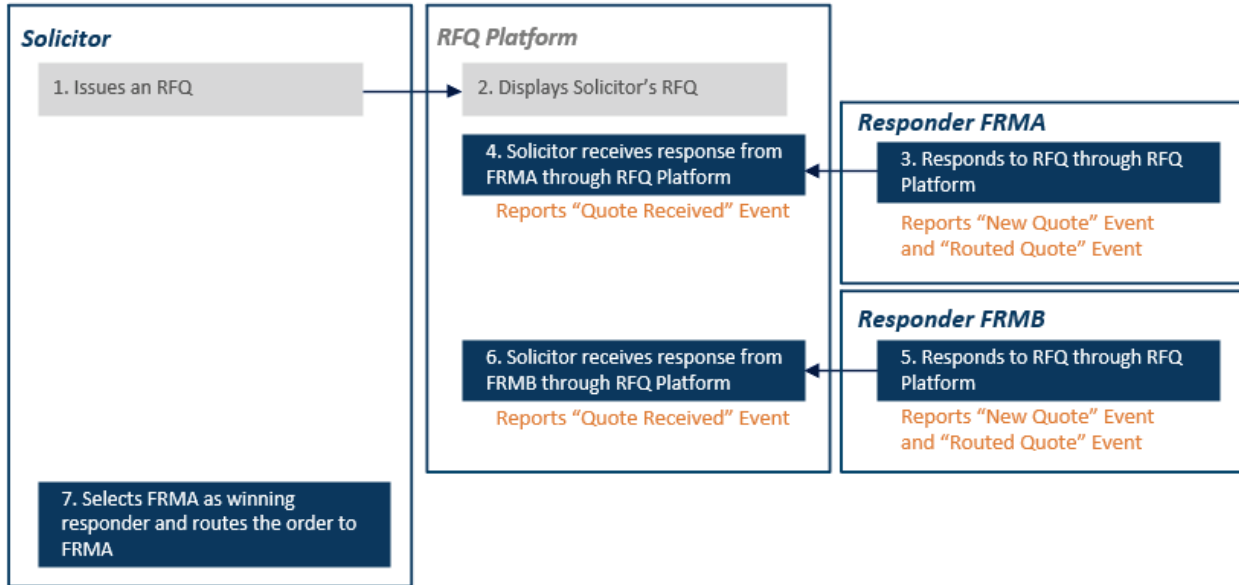 Solicitor
1. Issues an RFQ
RFQ Platform
2. Displays Solicitor's RFQ
Responder FRMA
3. Responds to RFQ through RFQ
Platform
Reports “New Quote” Event
and “Routed Quote” Event
4. Solicitor receives response from
FRMA through RFQ Platform
Reports “Quote Received” Event
Responder FRMB
5. Responds to RFQ through RFQ
Platform
Reports “New Quote” Event
and “Routed Quote” Event
6. Solicitor receives response from
FRMB through RFQ Platform
Reports “Quote Received” Event
7. Selects FRMA as winning
responder and routes the order to
FRMA